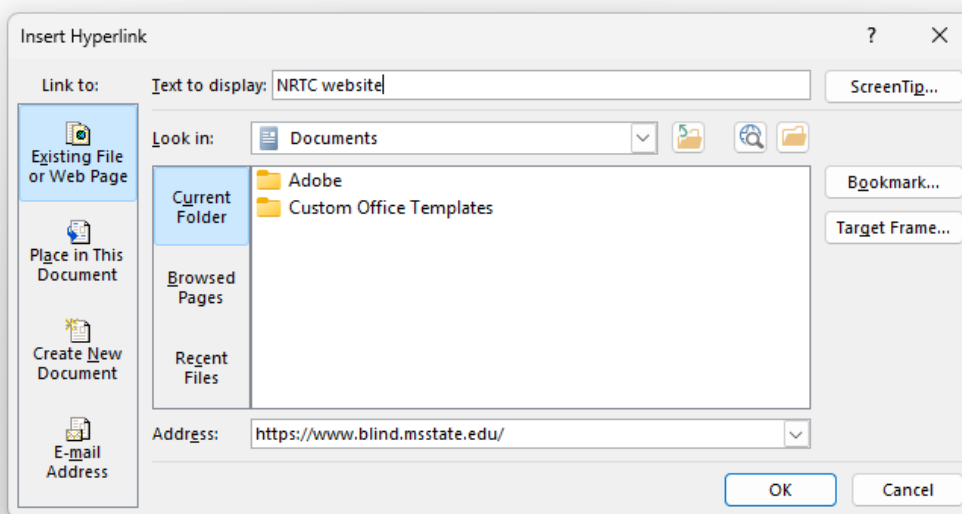 Insert Hyperlink
?
Link to:
Text to display: NRTC website
ScreenTip...
Existing File
or Web Page
Look in: Documents
Current
Folder
Adobe
Custom Office Templates
Bookmark...
Target Frame...
Place in This
Document
Browsed
Pages
Create New
Document
Recent
Files
E-mail
Address
Address: https://www.blind.msstate.edu/
OK
Cancel